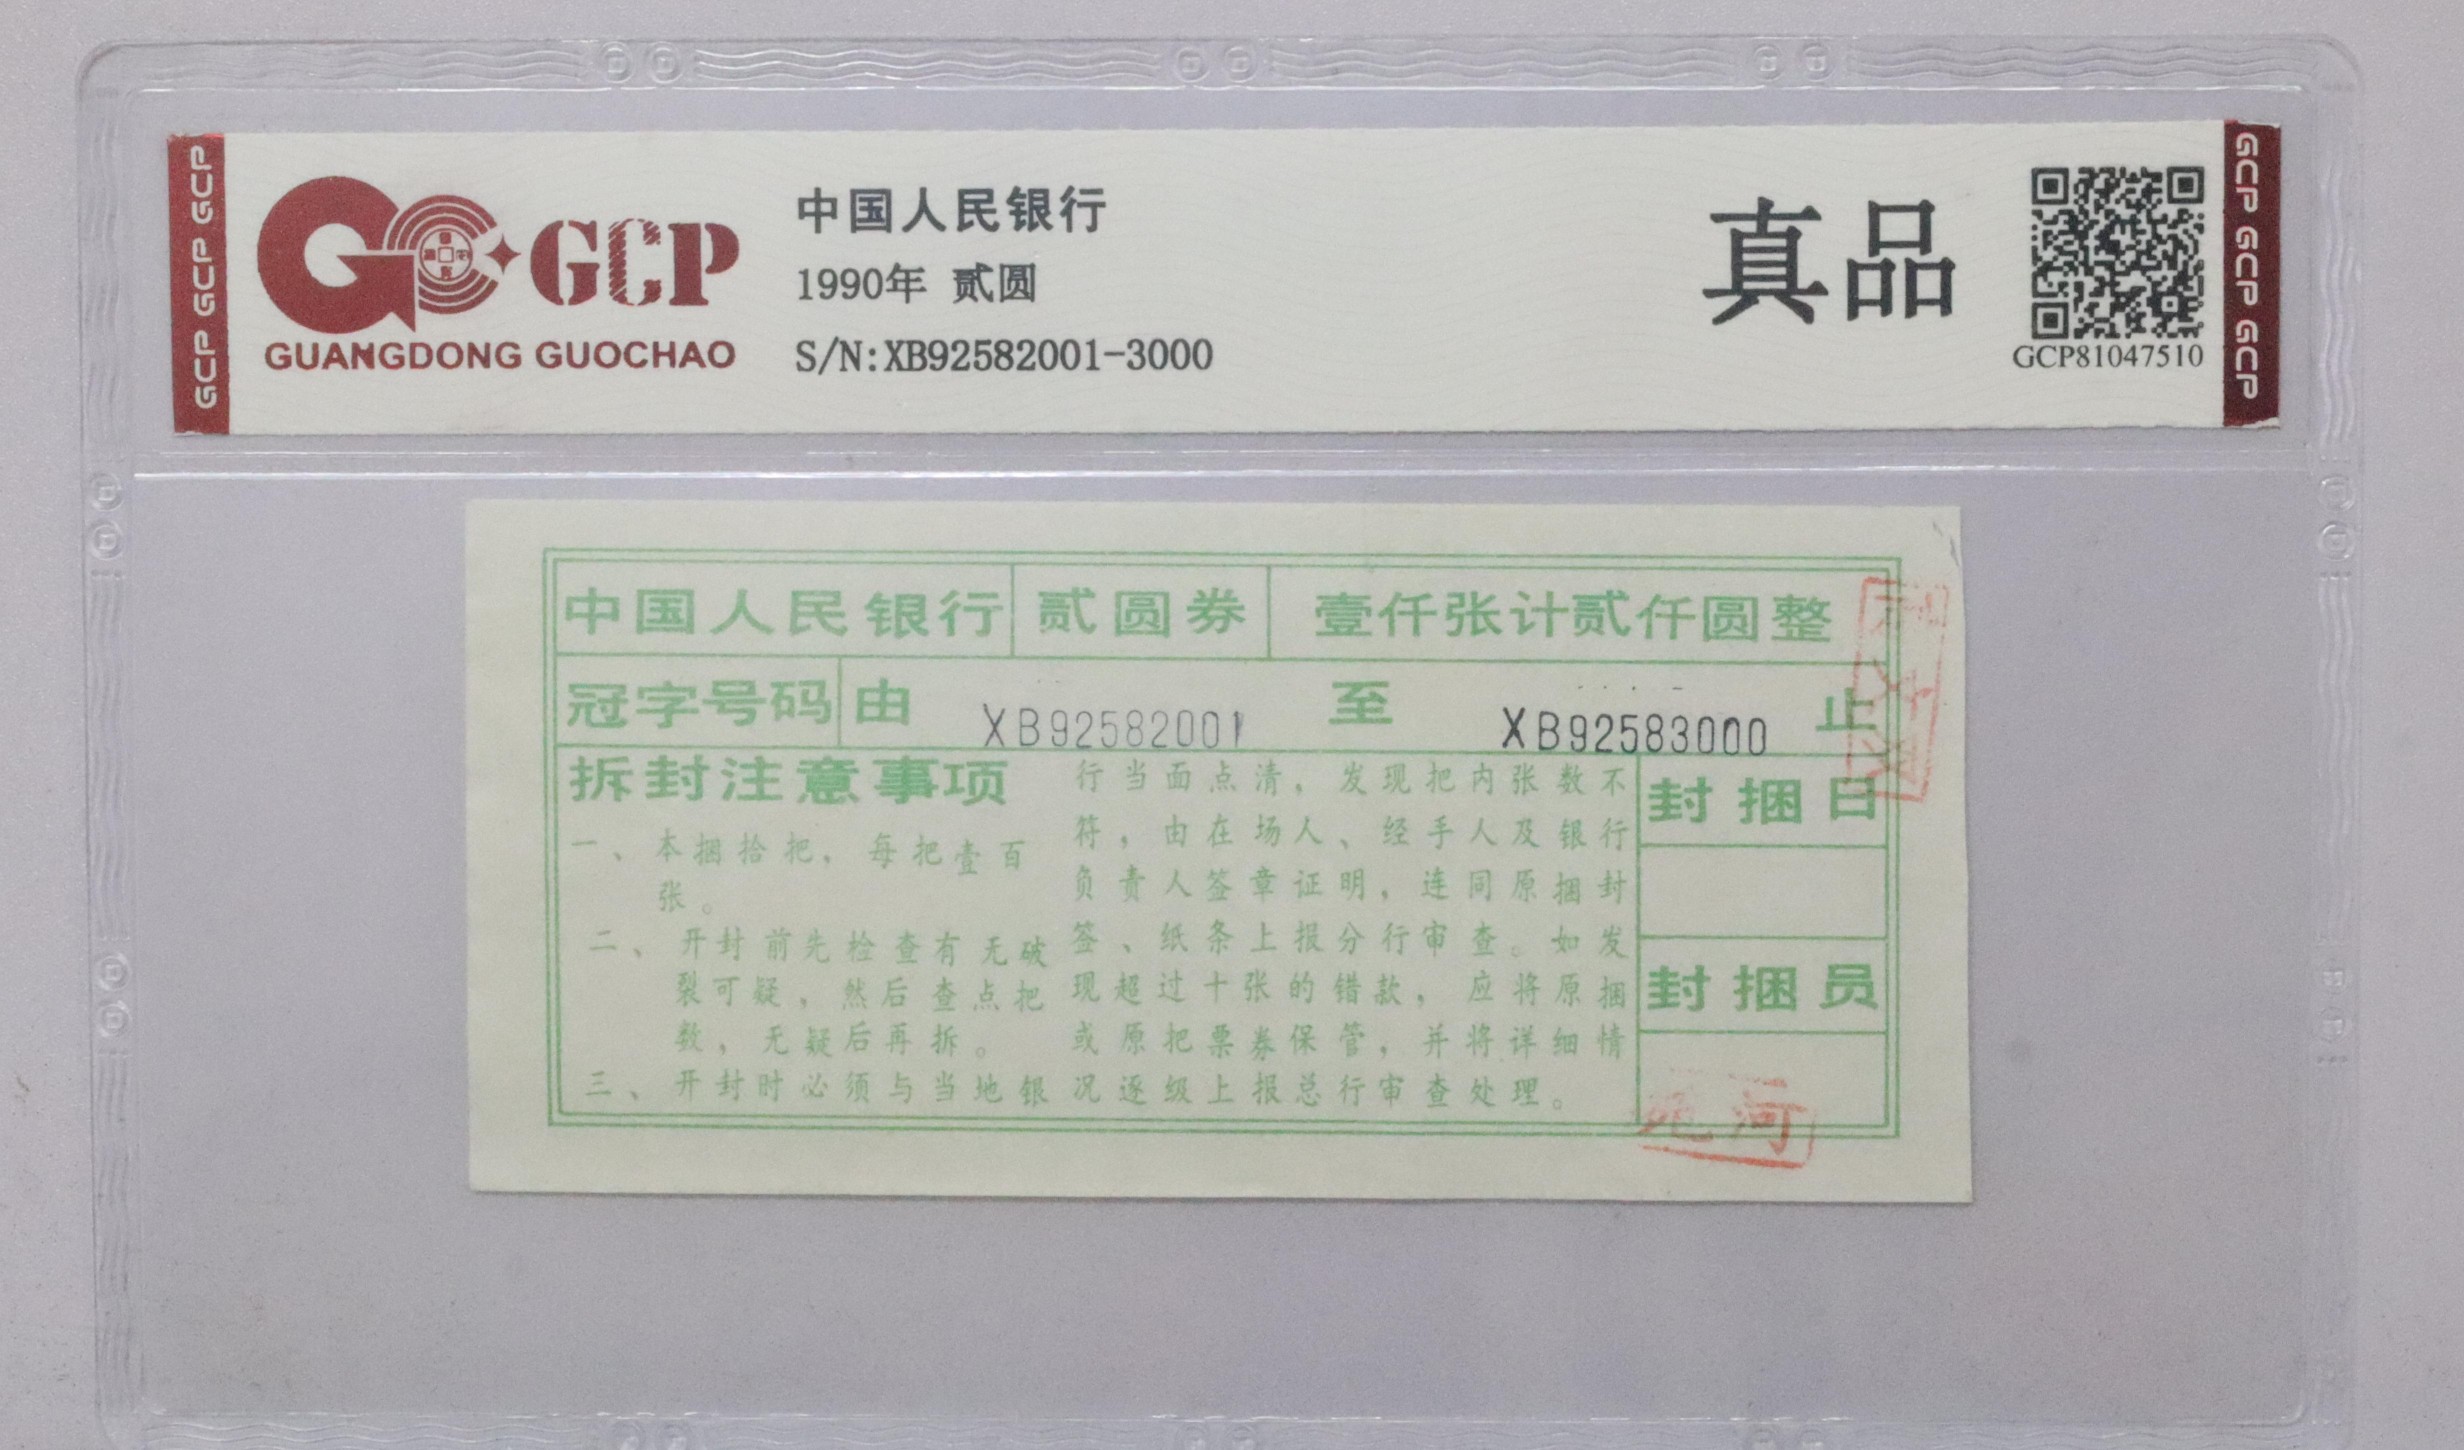 GCP GCP GCP
GCP
GUANGDONG GUOCHAO
中国人民银行
1990年 贰圆
S/N:XB92582001-3000
真品
GCP81047510
GCP GCP GCP
中国人民银行 贰圆券 壹仟张计贰仟圆整
冠字号码 由 XB92582001 至 XB92583000 止
拆封注意事项
一、本捆拾把，每把壹百
张。
二、开封前先检查有无破
裂可疑，然后查点把
数，无疑后再拆。
三、开封时必须与当地银
行当面点清，发现把内张数不
符，由在场人、经手人及银行
负责人签章证明，连同原捆封
签、纸条上报分行审查。如发
现超过十张的错款，应将原捆
或原把票券保管，并将详细情
况逐级上报总行审查处理。
封捆日
封捆员